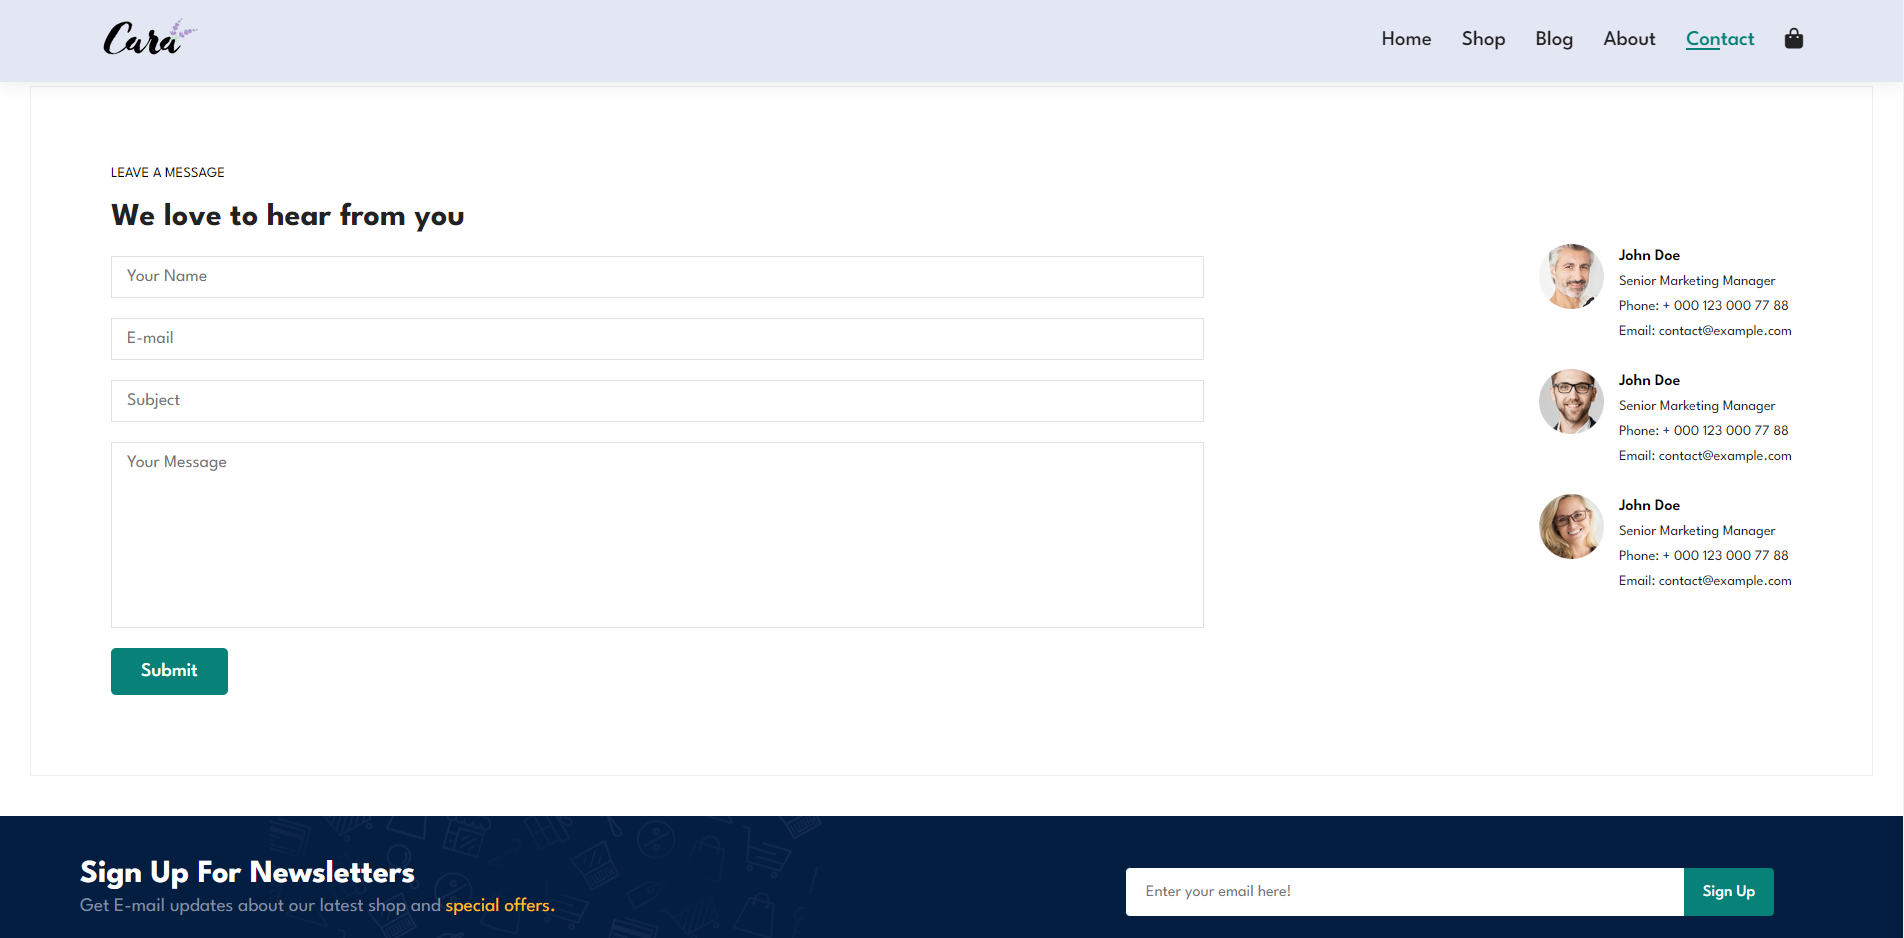 Cara
Home Shop Blog About Contact
LEAVE A MESSAGE
We love to hear from you
Your Name
E-mail
Subject
Your Message
Submit
John Doe
Senior Marketing Manager
Phone: + 000 123 000 77 88
Email: contact@example.com
John Doe
Senior Marketing Manager
Phone: + 000 123 000 77 88
Email: contact@example.com
John Doe
Senior Marketing Manager
Phone: + 000 123 000 77 88
Email: contact@example.com
Sign Up For Newsletters
Get E-mail updates about our latest shop and special offers.
Enter your email here!
Sign Up